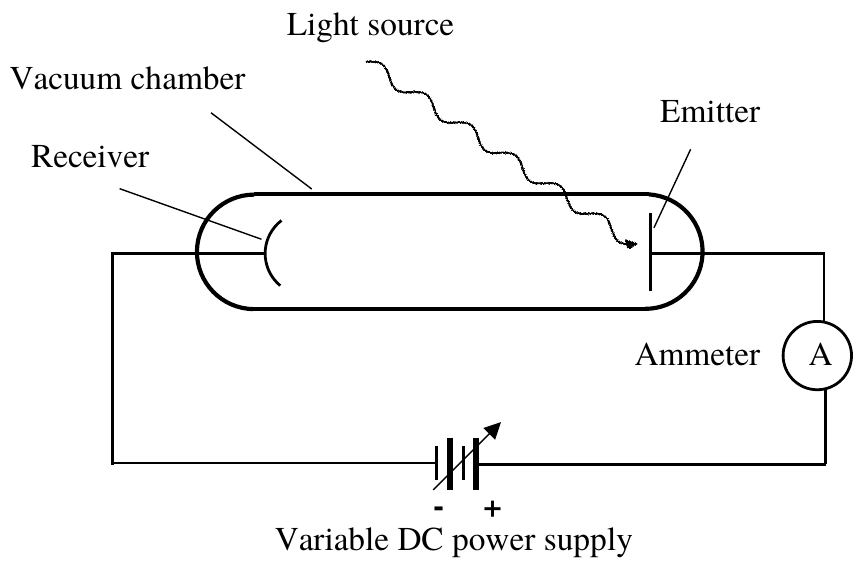 Light source
Vacuum chamber
Emitter
Receiver
Ammeter
A
- +
Variable DC power supply